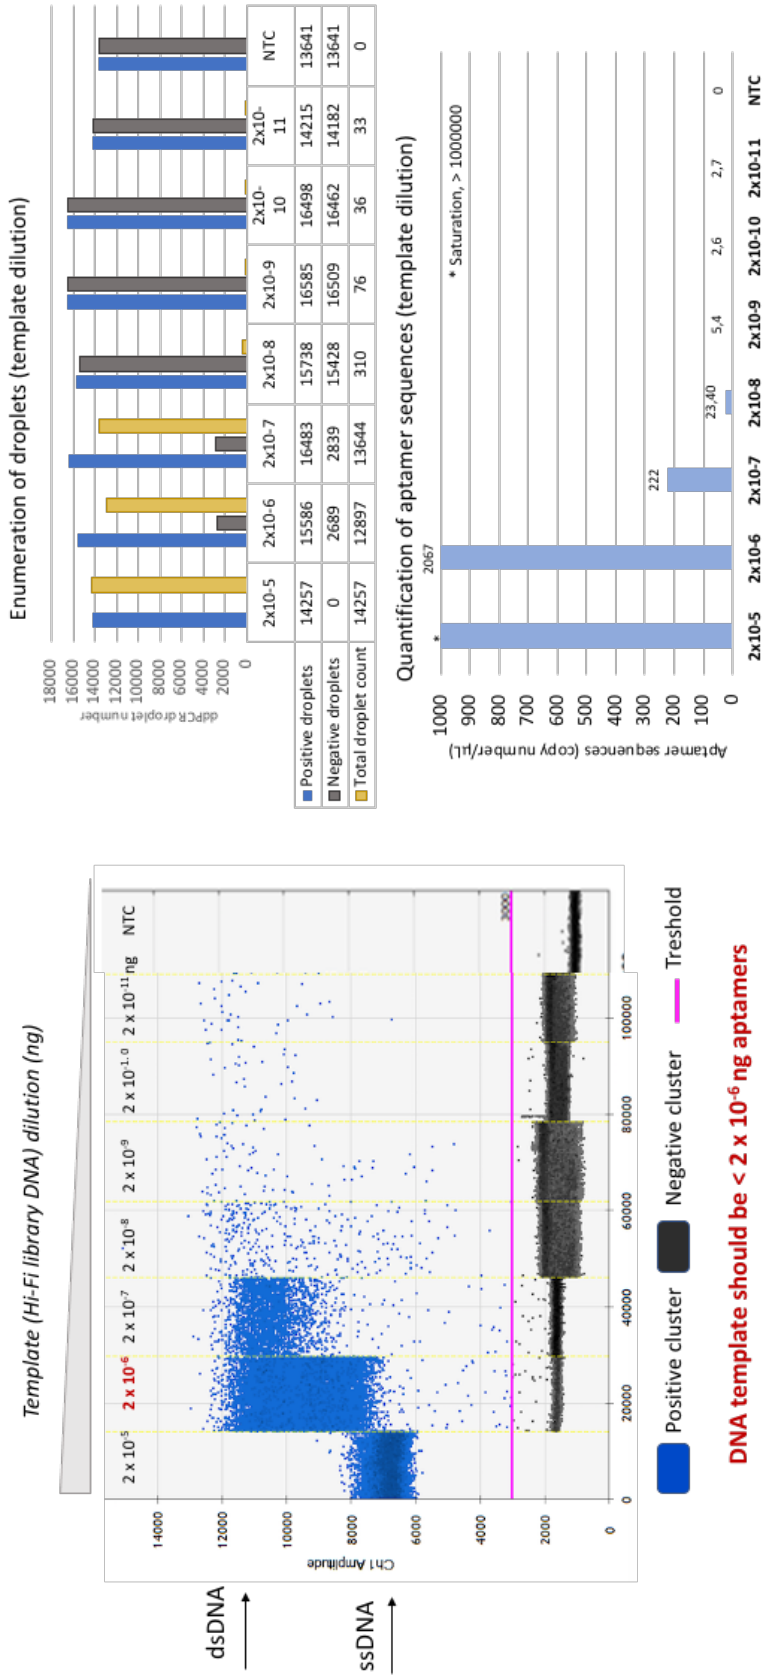 Template (Hi-Fi library DNA) dilution (ng)
2 x 10-5
2 x 10-6
2 x 10-7
2 x 10-8
2 x 10-9
2 x 10-1.0
2 x 10-11 ng
NTC
dsDNA
ssDNA
Ch1 Amplitude
14000
12000
10000
8000
6000
4000
2000
0
3000
0
20000
40000
60000
80000
100000
Positive cluster
Negative cluster
Treshold
DNA template should be < 2 x 10-6 ng aptamers
Enumeration of droplets (template dilution)
ddPCR droplet number
18000
16000
14000
12000
10000
8000
6000
4000
2000
0
2x10-5 2x10-6 2x10-7 2x10-8 2x10-9 2x10-10 2x10-11 NTC
Positive droplets 14257 15586 16483 15738 16585 16498 14215 13641
Negative droplets 0 2689 2839 15428 16509 16462 14182 13641
Total droplet count 14257 12897 13644 310 76 36 33 0
Quantification of aptamer sequences (template dilution)
Aptamer sequences (copy number/µL)
1000
900
800
700
600
500
400
300
200
100
0
* Saturation, > 1000000
*
2067
222
23,40
5,4
2,6
2,7
0
2x10-5 2x10-6 2x10-7 2x10-8 2x10-9 2x10-10 2x10-11 NTC